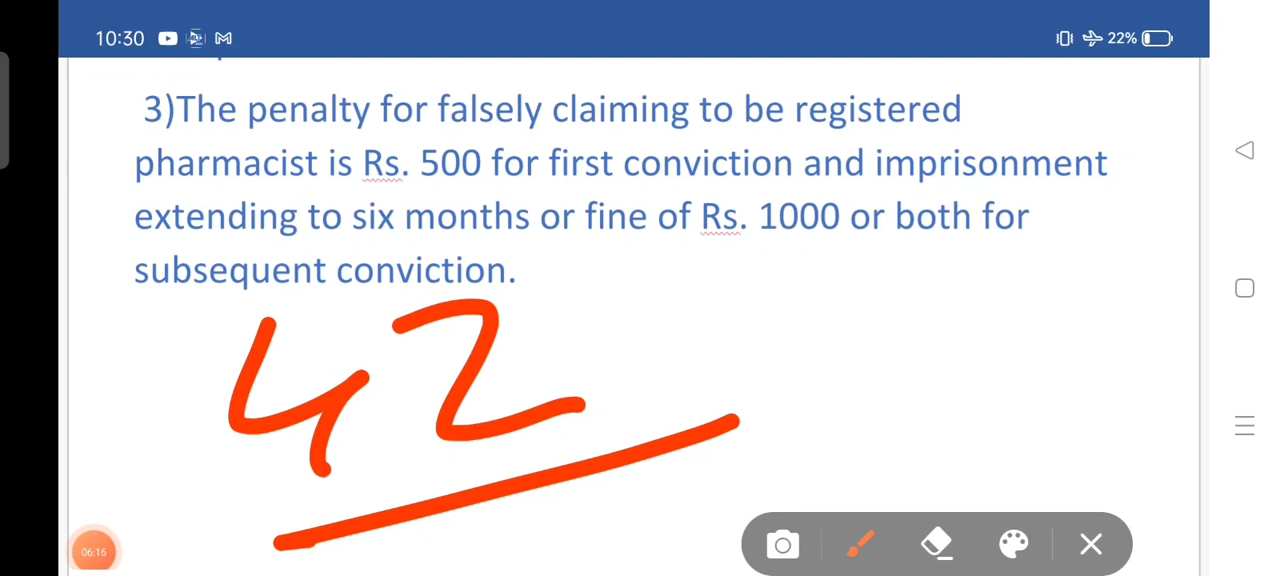 10:30
22%
3)The penalty for falsely claiming to be registered
pharmacist is Rs. 500 for first conviction and imprisonment
extending to six months or fine of Rs. 1000 or both for
subsequent conviction.
42
06:16